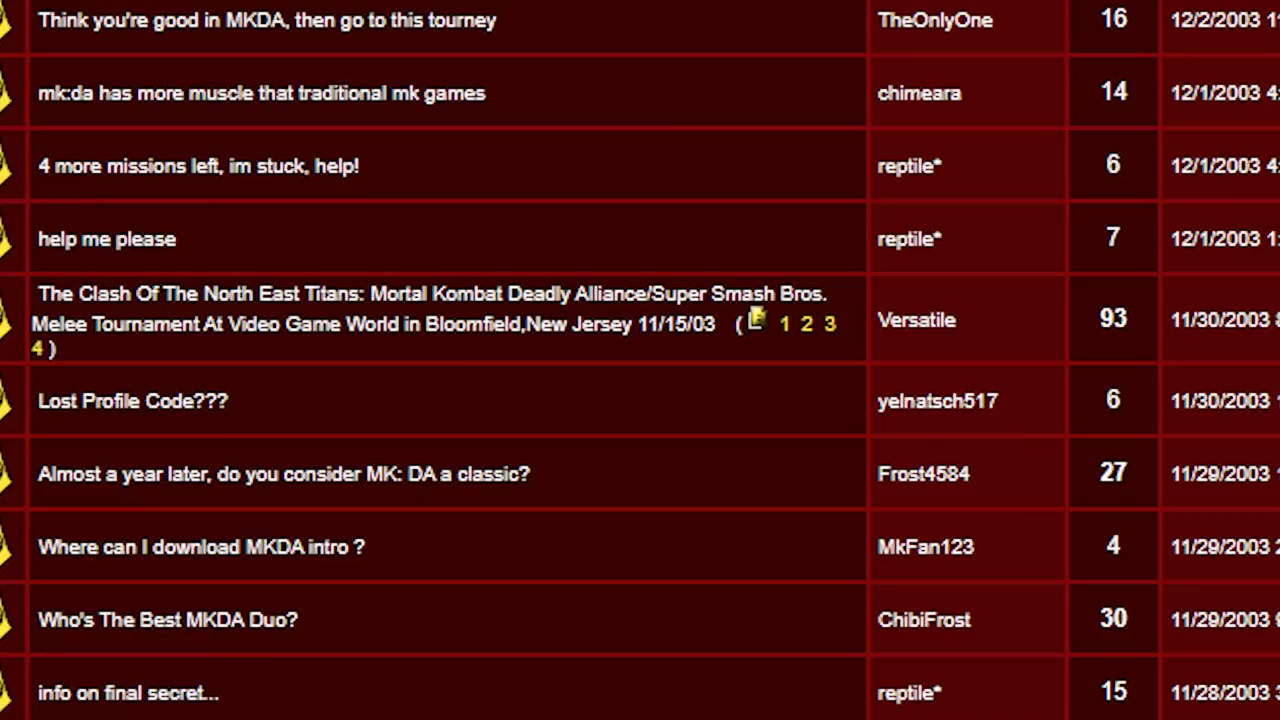 Think you're good in MKDA, then go to this tourney TheOnlyOne 16 12/2/2003
mk:da has more muscle that traditional mk games chimeara 14 12/1/2003
4 more missions left, im stuck, help! reptile* 6 12/1/2003
help me please reptile* 7 12/1/2003
The Clash Of The North East Titans: Mortal Kombat Deadly Alliance/Super Smash Bros.
Melee Tournament At Video Game World in Bloomfield,New Jersey 11/15/03 ( 1 2 3 Versatile 93 11/30/2003
4 )
Lost Profile Code??? yelnatsch517 6 11/30/2003
Almost a year later, do you consider MK: DA a classic? Frost4584 27 11/29/2003
Where can I download MKDA intro ? MkFan123 4 11/29/2003
Who's The Best MKDA Duo? ChibiFrost 30 11/29/2003
info on final secret... reptile* 15 11/28/2003